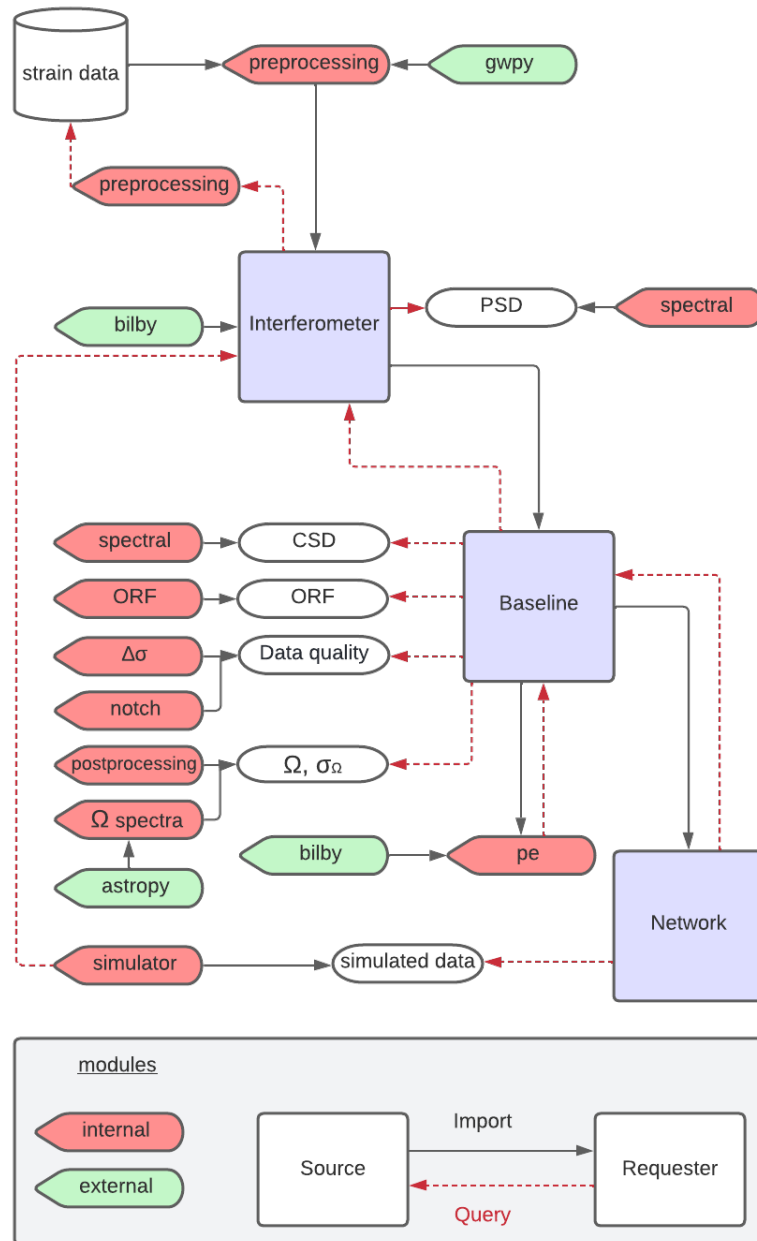 strain data
preprocessing
gwpy
preprocessing
bilby
Interferometer
PSD
spectral
spectral
CSD
Baseline
ORF
ORF
Δσ
Data quality
notch
postprocessing
Ω, σΩ
Ω spectra
bilby
pe
astropy
Network
simulator
simulated data
modules
internal
external
Source
Import
Query
Requester